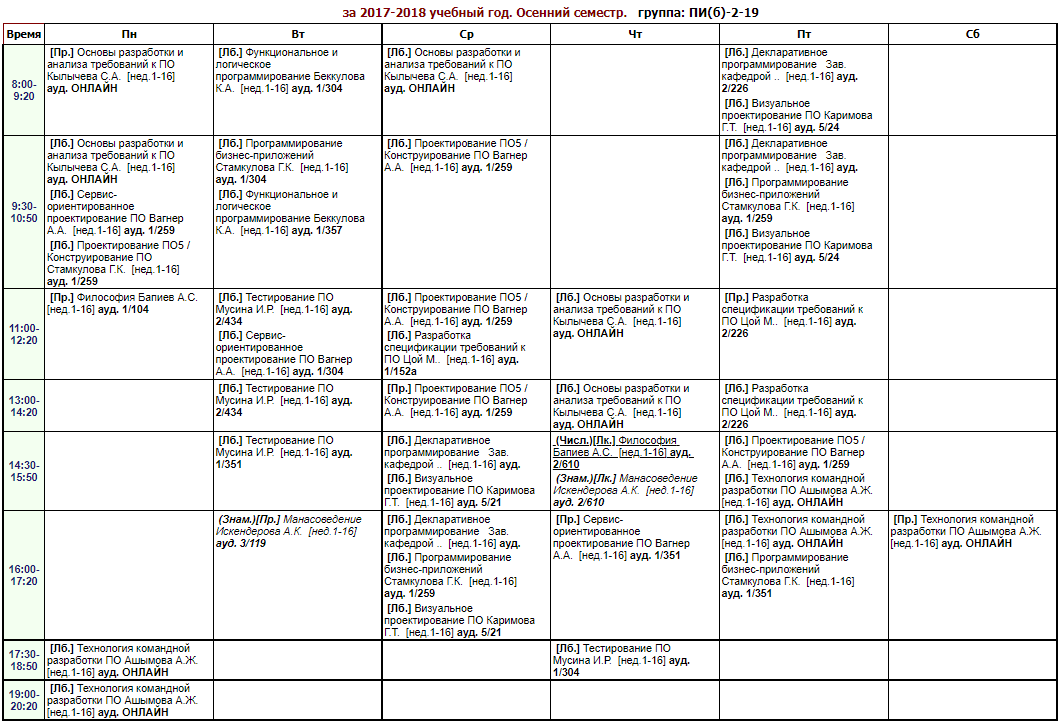 за 2017-2018 учебный год. Осенний семестр. группа: ПИ(б)-2-19
Время Пн Вт Ср Чт Пт Сб
8:00-
9:20
[Пр.] Основы разработки и
анализа требований к ПО
Кылычева С.А. [нед.1-16]
ауд. ОНЛАЙН
[Лб.] Функциональное и
логическое
программирование Беккулова
К.А. [нед.1-16] ауд. 1/304
[Лб.] Основы разработки и
анализа требований к ПО
Кылычева С.А. [нед.1-16]
ауд. ОНЛАЙН
[Лб.] Декларативное
программирование Зав.
кафедрой .. [нед.1-16] ауд.
2/226
[Лб.] Визуальное
проектирование ПО Каримова
Г.Т. [нед.1-16] ауд. 5/24
9:30-
10:50
[Лб.] Основы разработки и
анализа требований к ПО
Кылычева С.А. [нед.1-16]
ауд. ОНЛАЙН
[Лб.] Сервис-
ориентированное
проектирование ПО Вагнер
А.А. [нед.1-16] ауд. 1/259
[Лб.] Проектирование ПО5 /
Конструирование ПО
Стамкулова Г.К. [нед.1-16]
ауд. 1/259
[Лб.] Программирование
бизнес-приложений
Стамкулова Г.К. [нед.1-16]
ауд. 1/304
[Лб.] Функциональное и
логическое
программирование Беккулова
К.А. [нед.1-16] ауд. 1/357
[Лб.] Проектирование ПО5 /
Конструирование ПО Вагнер
А.А. [нед.1-16] ауд. 1/259
[Лб.] Декларативное
программирование Зав.
кафедрой .. [нед.1-16] ауд.
[Лб.] Программирование
бизнес-приложений
Стамкулова Г.К. [нед.1-16]
ауд. 1/259
[Лб.] Визуальное
проектирование ПО Каримова
Г.Т. [нед.1-16] ауд. 5/24
11:00-
12:20
[Пр.] Философия Бапиев А.С.
[нед.1-16] ауд. 1/104
[Лб.] Тестирование ПО
Мусина И.Р. [нед.1-16] ауд.
2/434
[Лб.] Сервис-
ориентированное
проектирование ПО Вагнер
А.А. [нед.1-16] ауд. 1/304
[Лб.] Проектирование ПО5 /
Конструирование ПО Вагнер
А.А. [нед.1-16] ауд. 1/259
[Лб.] Разработка
спецификации требований к
ПО Цой М.. [нед.1-16] ауд.
1/152а
[Лб.] Основы разработки и
анализа требований к ПО
Кылычева С.А. [нед.1-16]
ауд. ОНЛАЙН
[Пр.] Разработка
спецификации требований к
ПО Цой М.. [нед.1-16] ауд.
2/226
13:00-
14:20
[Лб.] Тестирование ПО
Мусина И.Р. [нед.1-16] ауд.
2/434
[Пр.] Проектирование ПО5 /
Конструирование ПО Вагнер
А.А. [нед.1-16] ауд. 1/259
[Лб.] Основы разработки и
анализа требований к ПО
Кылычева С.А. [нед.1-16]
ауд. ОНЛАЙН
[Лб.] Разработка
спецификации требований к
ПО Цой М.. [нед.1-16] ауд.
2/226
14:30-
15:50
[Лб.] Тестирование ПО
Мусина И.Р. [нед.1-16] ауд.
1/351
[Лб.] Декларативное
программирование Зав.
кафедрой .. [нед.1-16] ауд.
[Лб.] Визуальное
проектирование ПО Каримова
Г.Т. [нед.1-16] ауд. 5/21
(Числ.)[Лк.] Философия
Бапиев А.С. [нед.1-16] ауд.
2/610
(Знам.)[Лк.] Манасоведение
Искендерова А.К. [нед.1-16]
ауд. 2/610
[Лб.] Проектирование ПО5 /
Конструирование ПО Вагнер
А.А. [нед.1-16] ауд. 1/259
[Лб.] Технология командной
разработки ПО Ашымова А.Ж.
[нед.1-16] ауд. ОНЛАЙН
16:00-
17:20
(Знам.)[Пр.] Манасоведение
Искендерова А.К. [нед.1-16]
ауд. 3/119
[Лб.] Декларативное
программирование Зав.
кафедрой .. [нед.1-16] ауд.
[Лб.] Программирование
бизнес-приложений
Стамкулова Г.К. [нед.1-16]
ауд. 1/259
[Лб.] Визуальное
проектирование ПО Каримова
Г.Т. [нед.1-16] ауд. 5/21
[Пр.] Сервис-
ориентированное
проектирование ПО Вагнер
А.А. [нед.1-16] ауд. 1/351
[Лб.] Технология командной
разработки ПО Ашымова А.Ж.
[нед.1-16] ауд. ОНЛАЙН
[Лб.] Программирование
бизнес-приложений
Стамкулова Г.К. [нед.1-16]
ауд. 1/351
[Пр.] Технология командной
разработки ПО Ашымова А.Ж.
[нед.1-16] ауд. ОНЛАЙН
17:30-
18:50
[Лб.] Технология командной
разработки ПО Ашымова А.Ж.
[нед.1-16] ауд. ОНЛАЙН
[Лб.] Тестирование ПО
Мусина И.Р. [нед.1-16] ауд.
1/304
19:00-
20:20
[Лб.] Технология командной
разработки ПО Ашымова А.Ж.
[нед.1-16] ауд. ОНЛАЙН